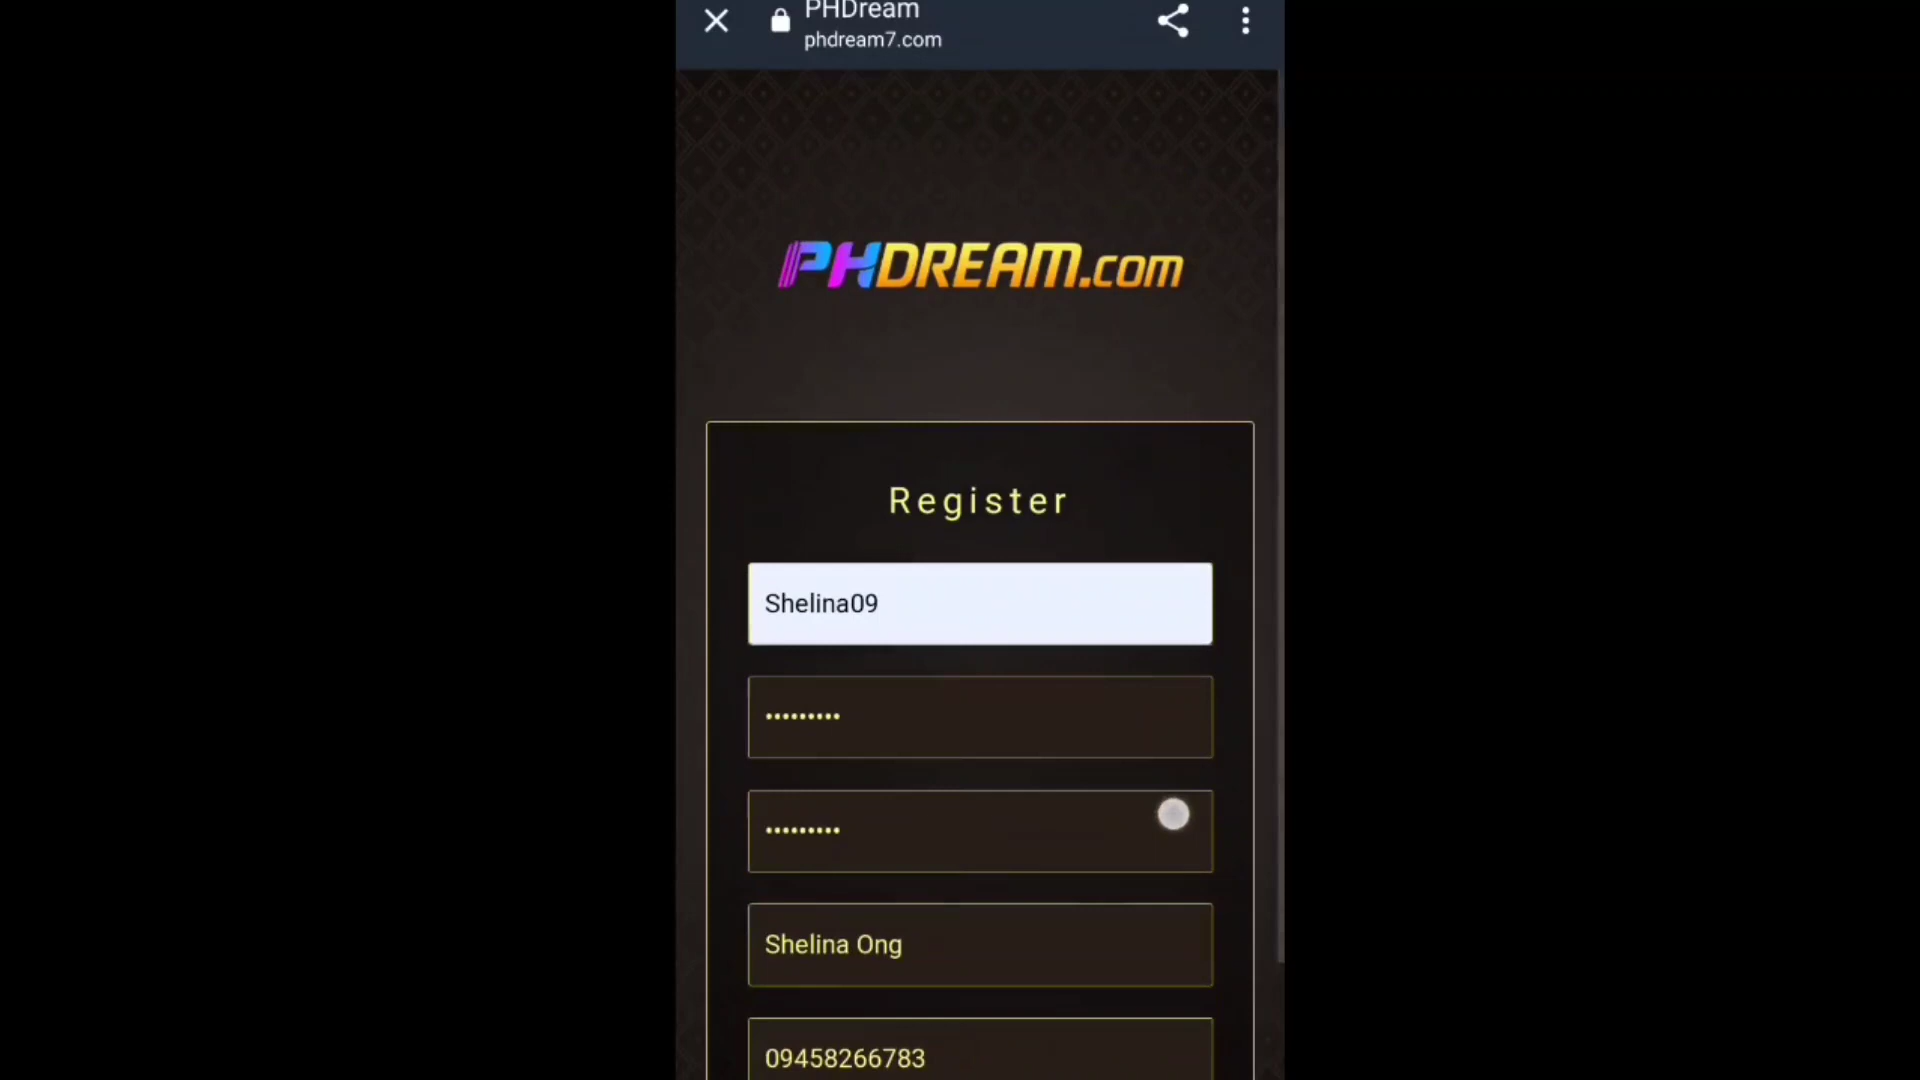 PHDream
phdream7.com
PHDREAM.com
Register
Shelina09
•••••••••
•••••••••
Shelina Ong
09458266783